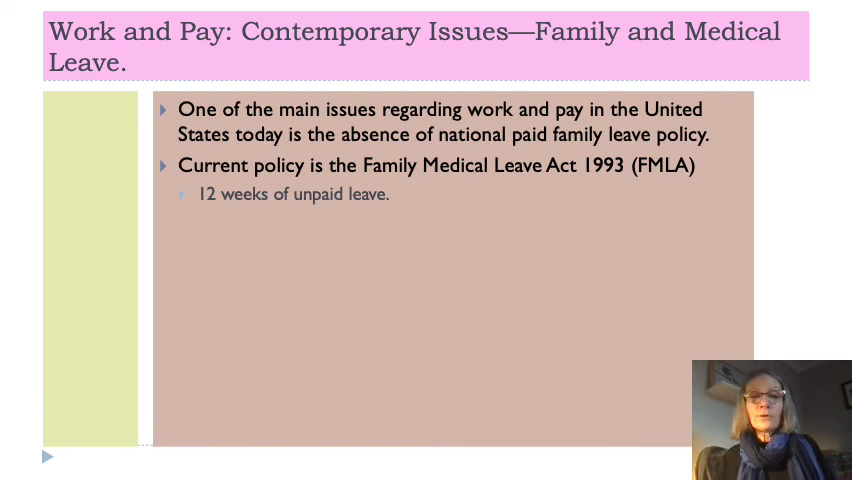 Work and Pay: Contemporary Issues—Family and Medical
Leave.
One of the main issues regarding work and pay in the United
States today is the absence of national paid family leave policy.
Current policy is the Family Medical Leave Act 1993 (FMLA)
12 weeks of unpaid leave.